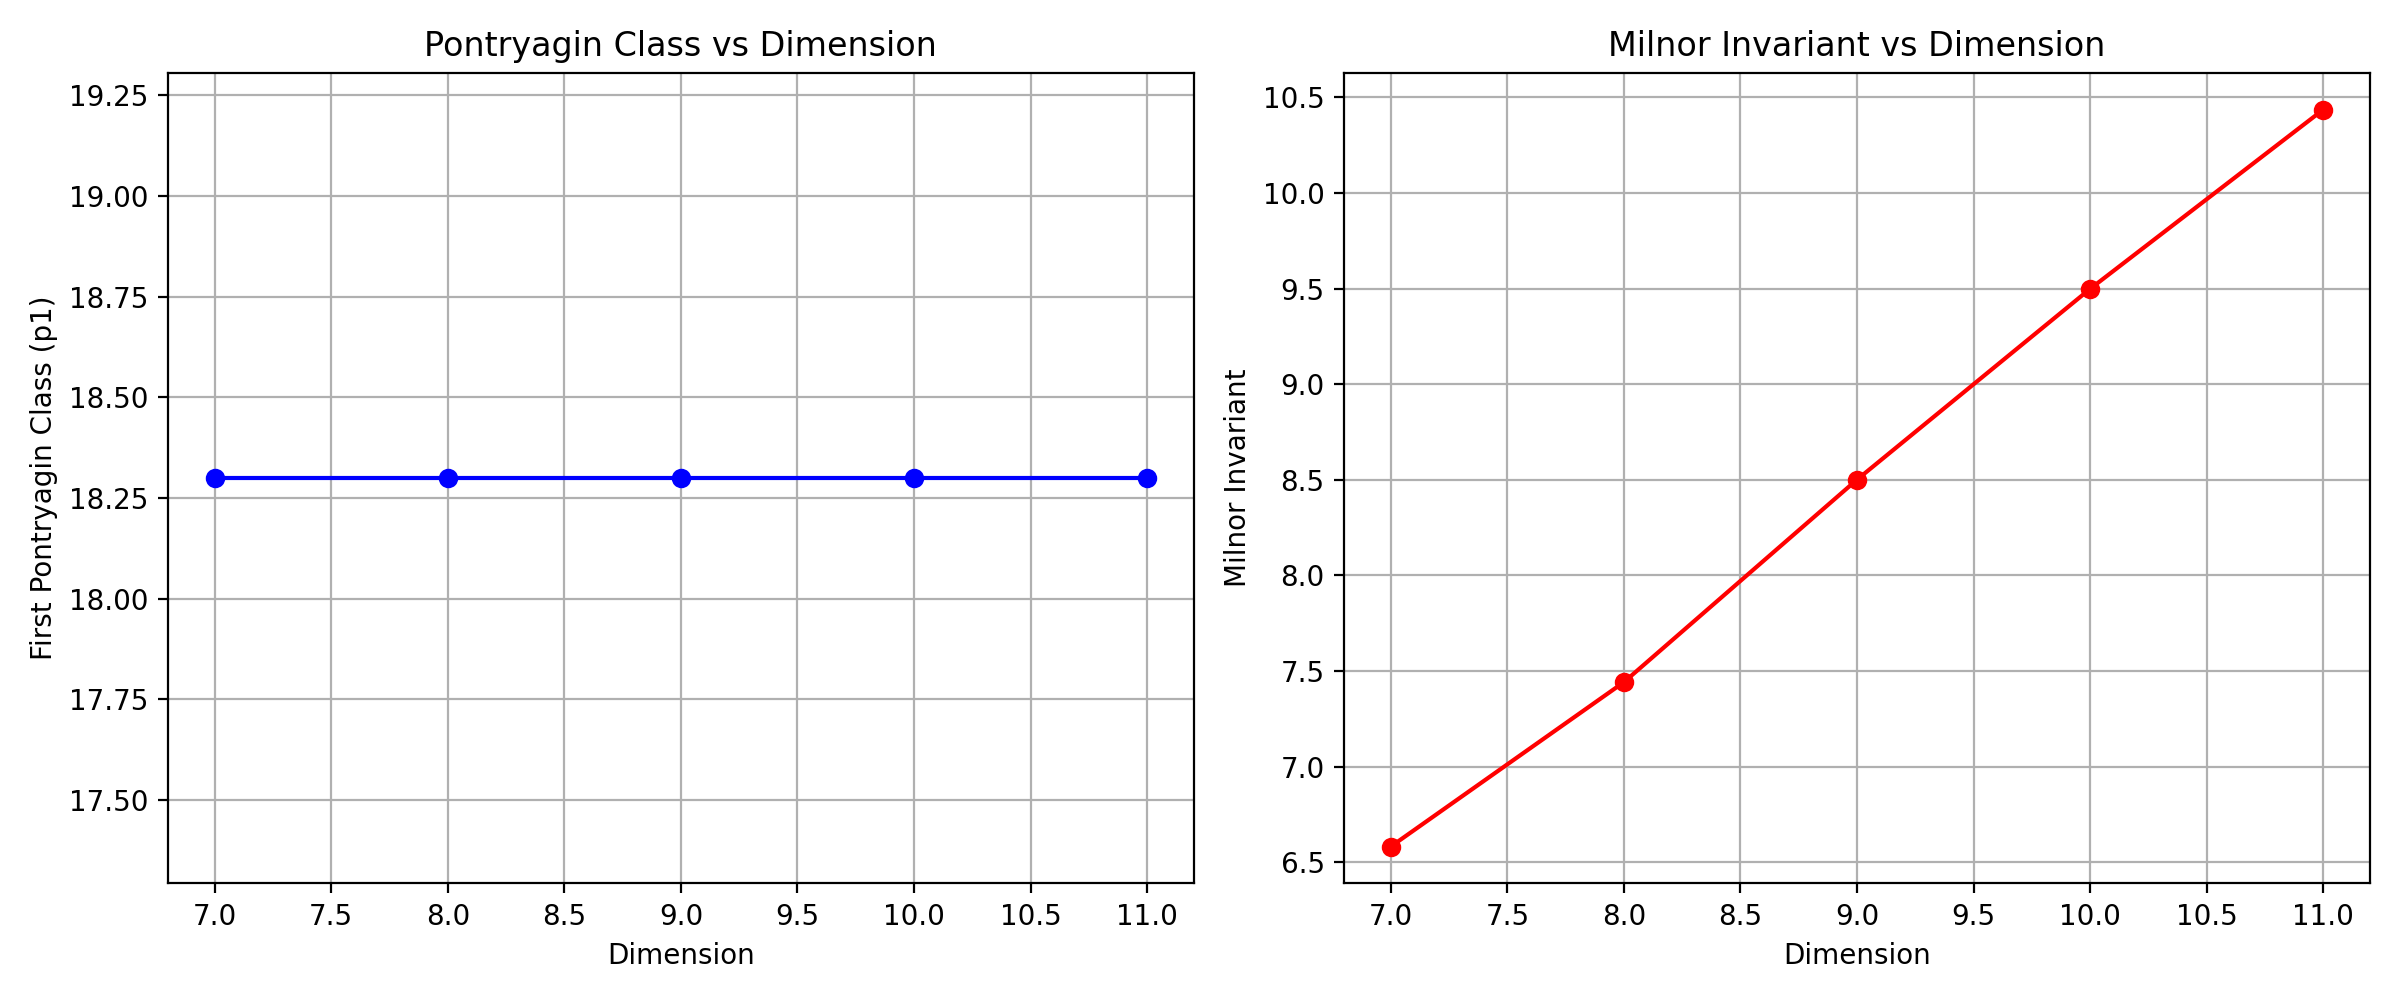 Pontryagin Class vs Dimension
First Pontryagin Class (p1)
19.25
19.00
18.75
18.50
18.25
18.00
17.75
17.50
7.0 7.5 8.0 8.5 9.0 9.5 10.0 10.5 11.0
Dimension
Milnor Invariant vs Dimension
Milnor Invariant
10.5
10.0
9.5
9.0
8.5
8.0
7.5
7.0
6.5
7.0 7.5 8.0 8.5 9.0 9.5 10.0 10.5 11.0
Dimension